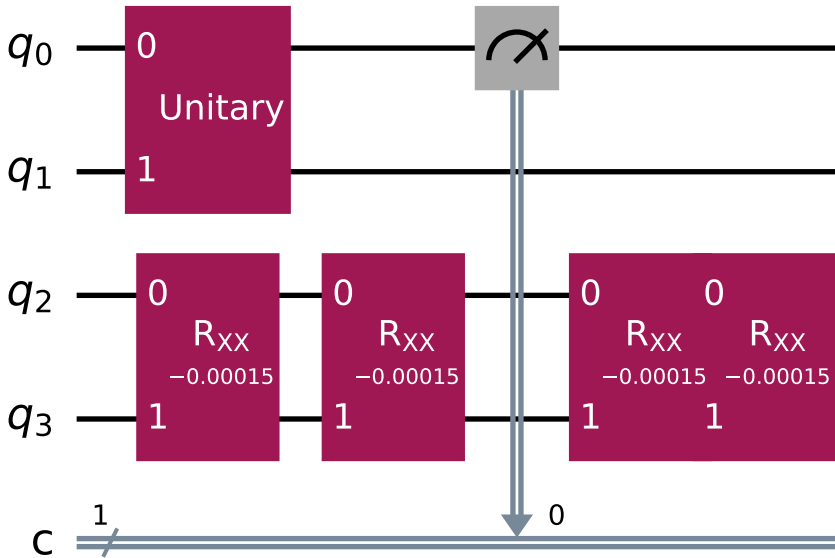 q0 0
Unitary
q1 1
q2 0 0 0 0
RXX RXX RXX RXX
−0.00015 −0.00015 −0.00015 −0.00015
q3 1 1 1 1
1 0
c